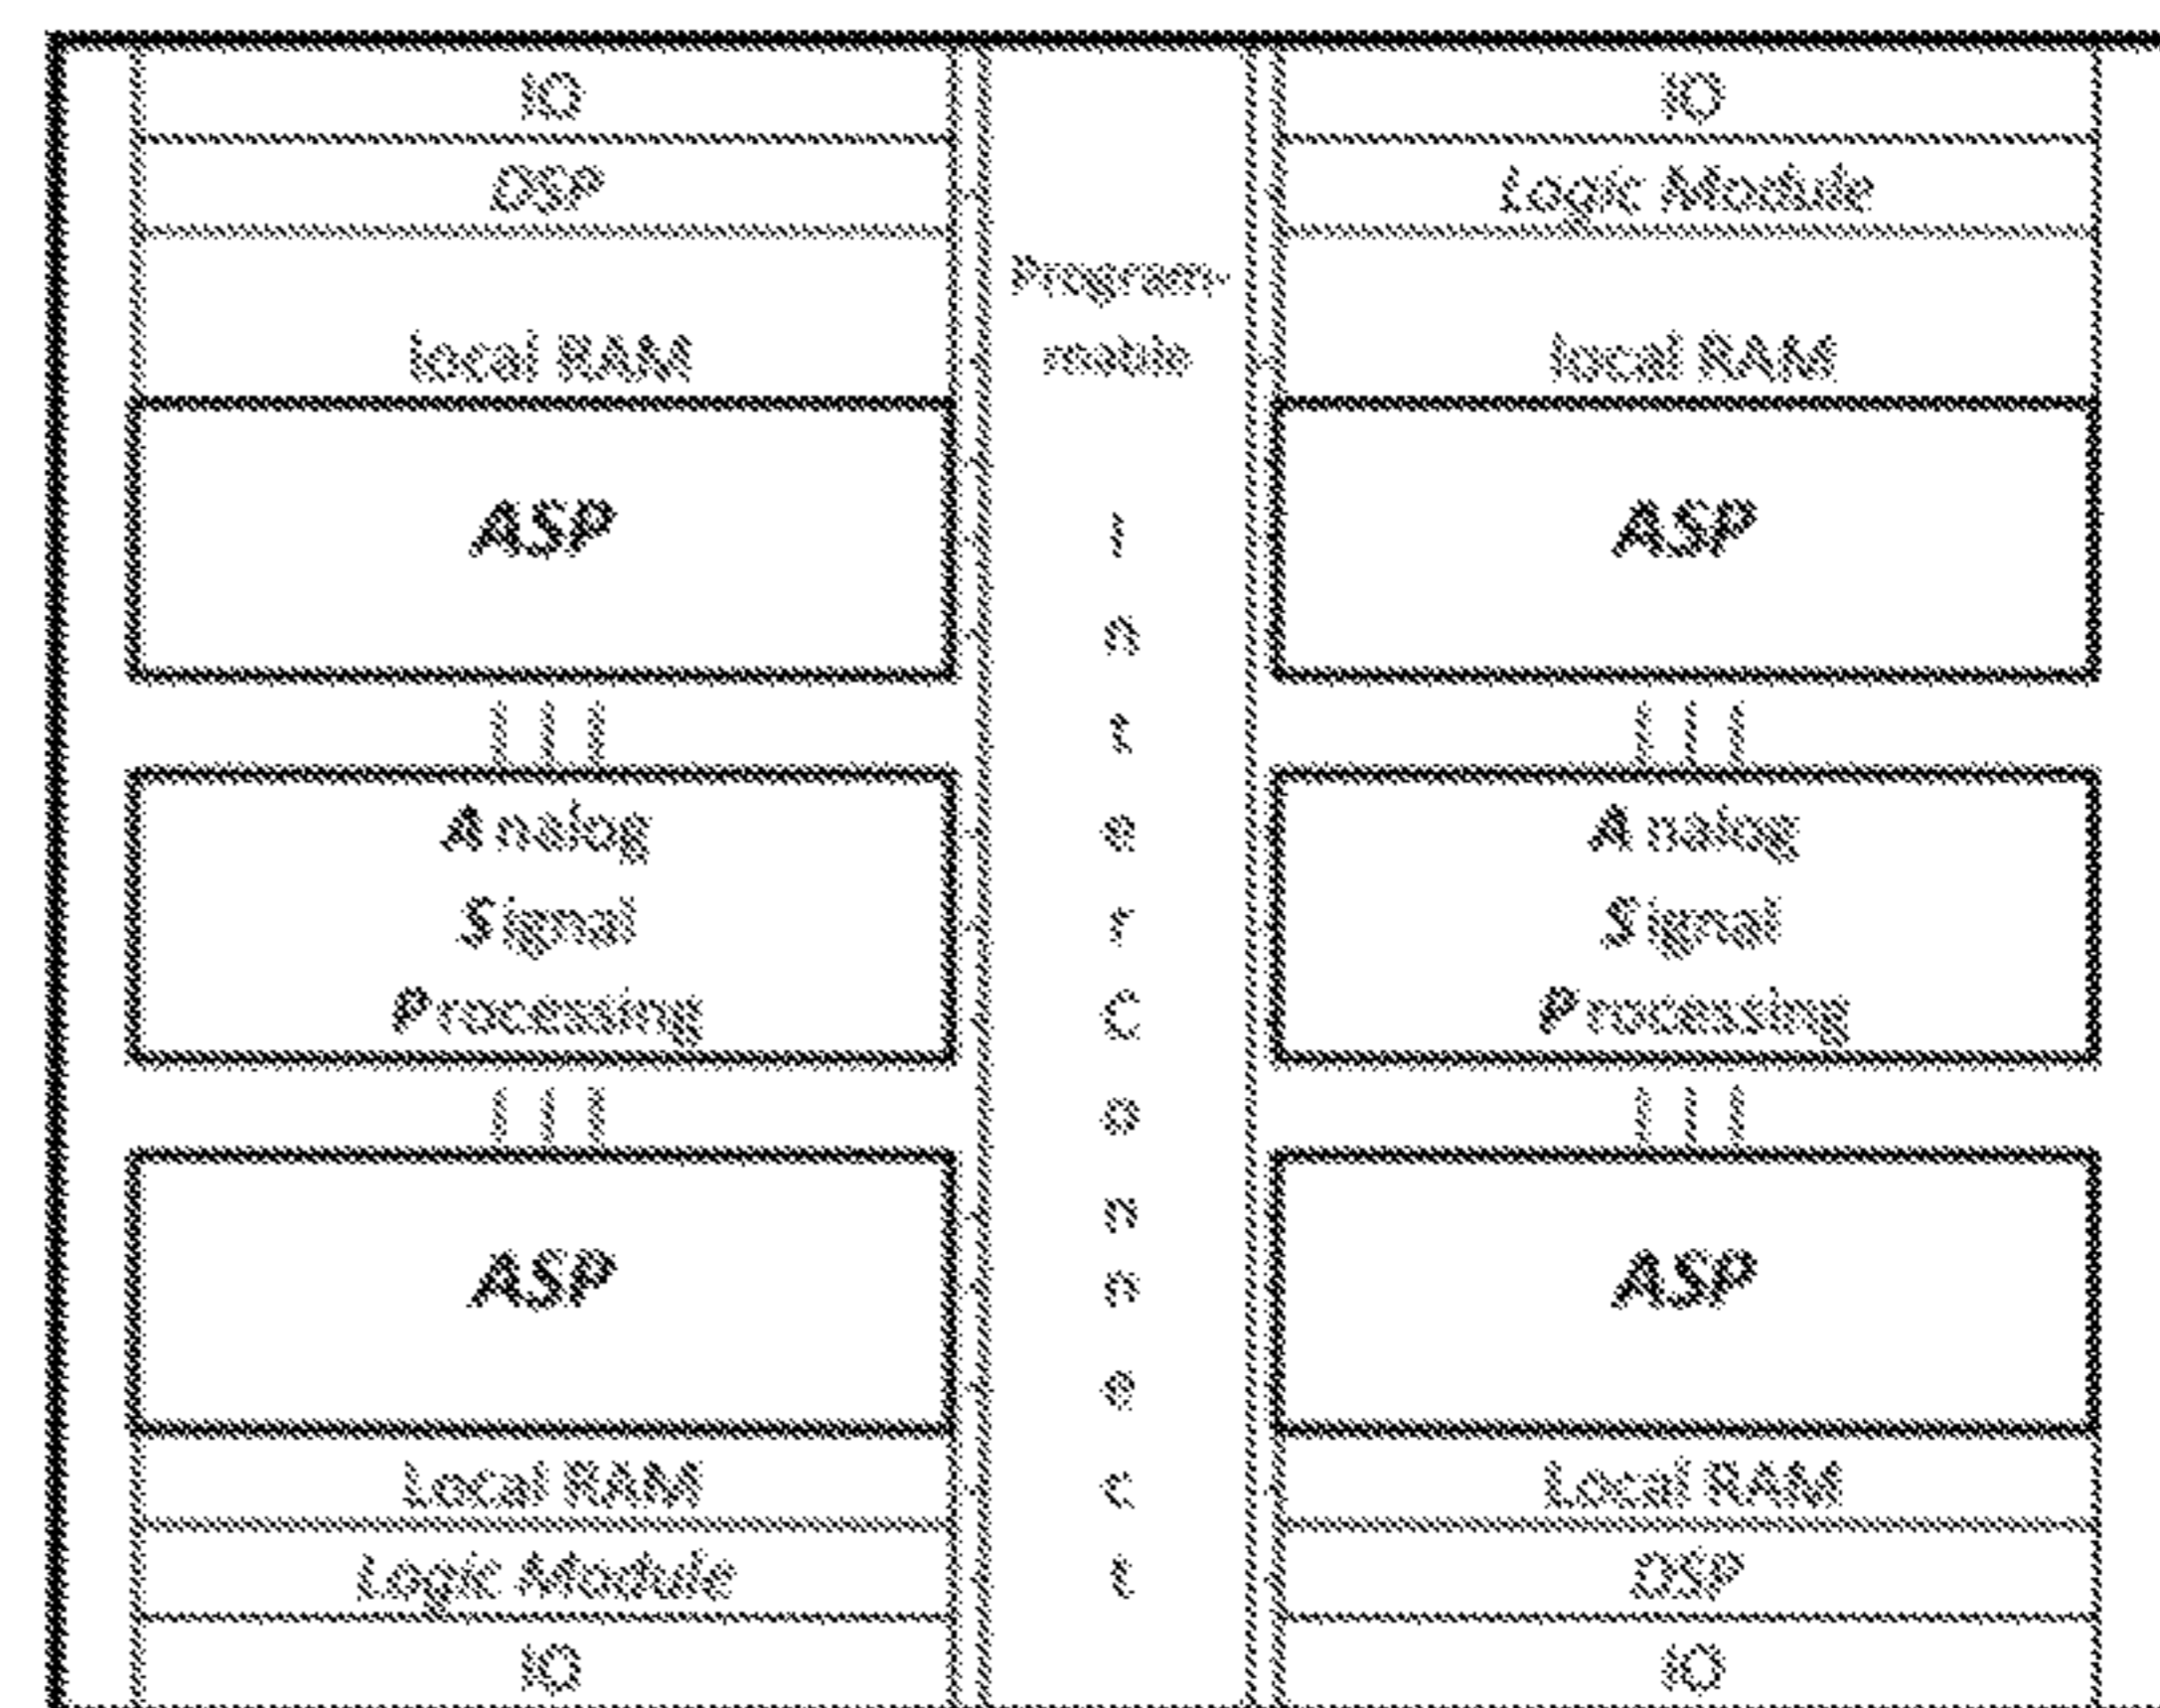 IO
DSP
local RAM
ASP
Analog
Signal
Processing
ASP
Local RAM
Logic Module
IO
Program-
mable
InterConnect
IO
Logic Module
local RAM
ASP
Analog
Signal
Processing
ASP
Local RAM
DSP
IO